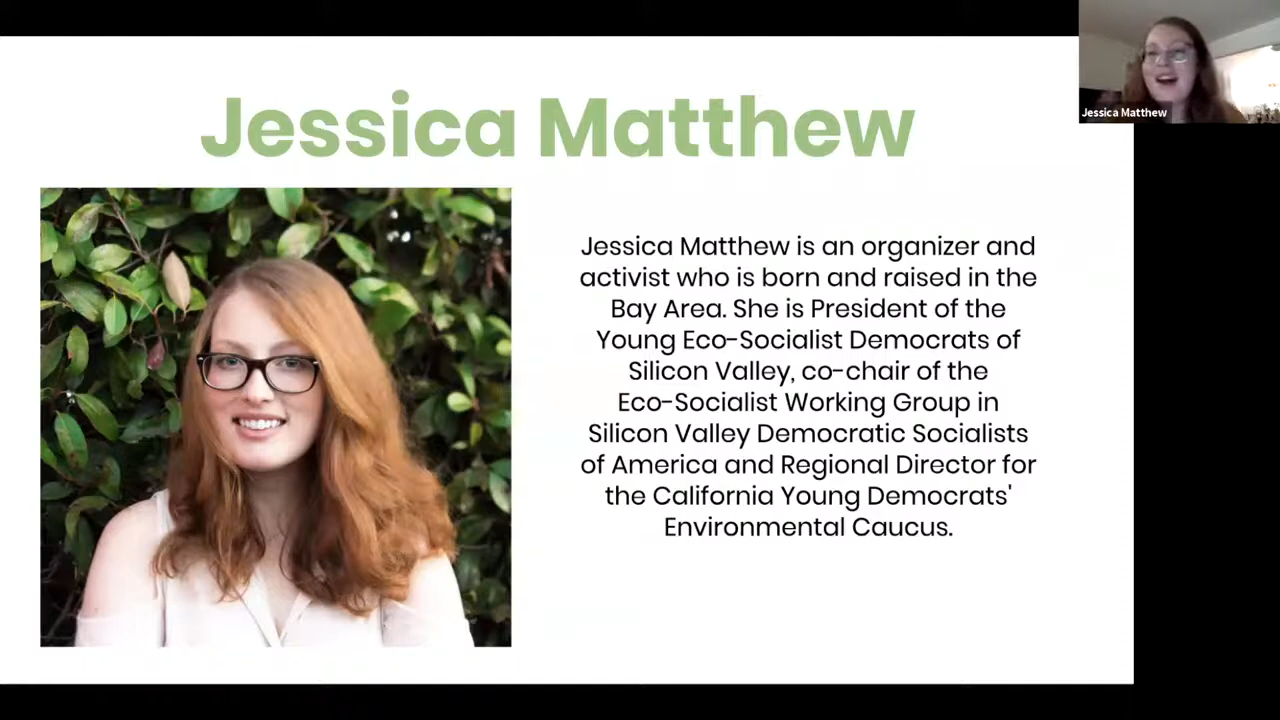 Jessica Matthew
Jessica Matthew
Jessica Matthew is an organizer and
activist who is born and raised in the
Bay Area. She is President of the
Young Eco-Socialist Democrats of
Silicon Valley, co-chair of the
Eco-Socialist Working Group in
Silicon Valley Democratic Socialists
of America and Regional Director for
the California Young Democrats'
Environmental Caucus.